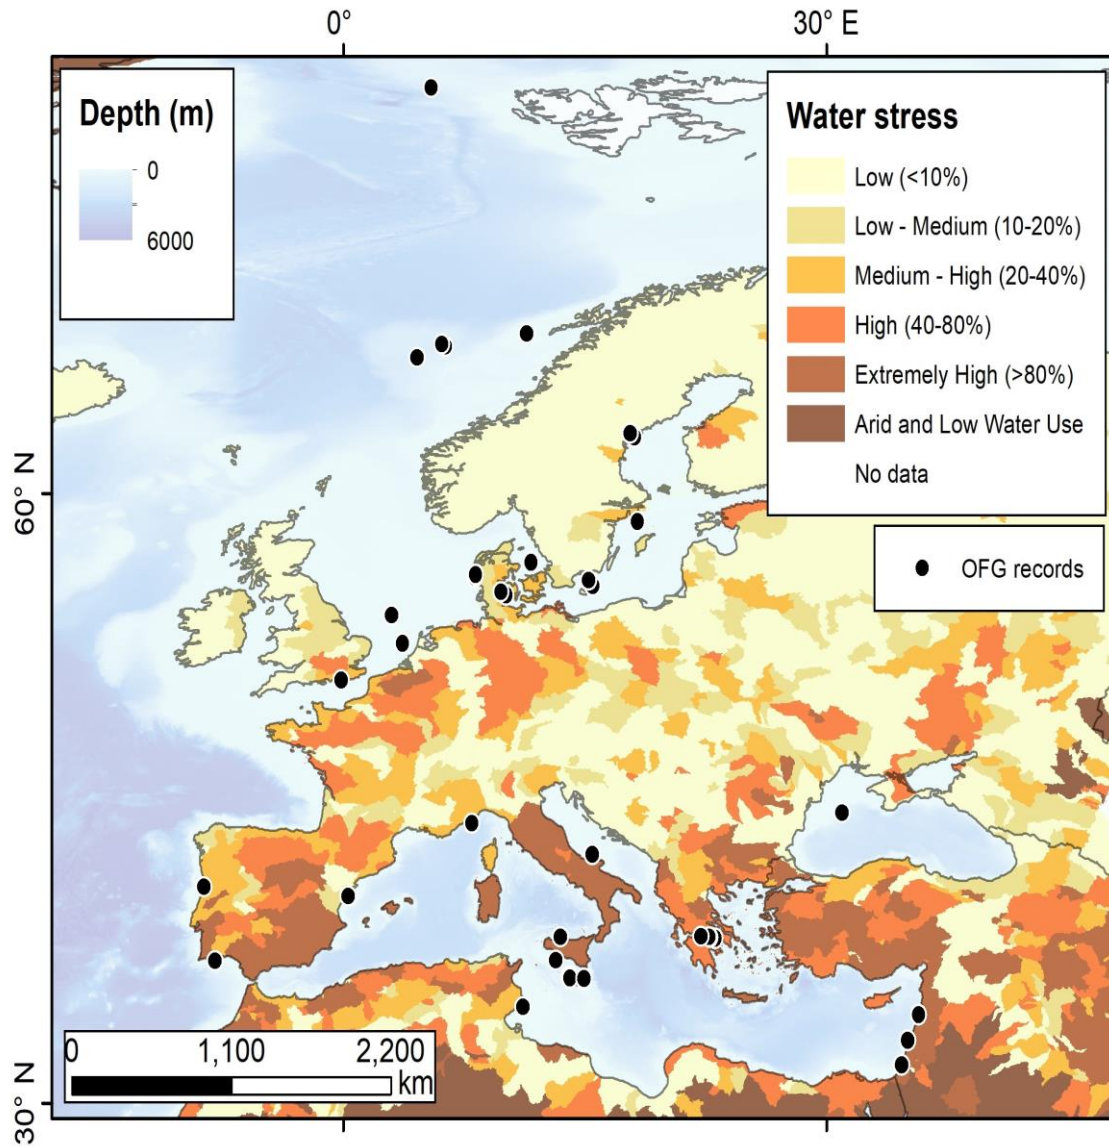 0°
30° E
Depth (m)
0
6000
Water stress
Low (<10%)
Low - Medium (10-20%)
Medium - High (20-40%)
High (40-80%)
Extremely High (>80%)
Arid and Low Water Use
No data
OFG records
60° N
30° N
0
1,100
2,200
km